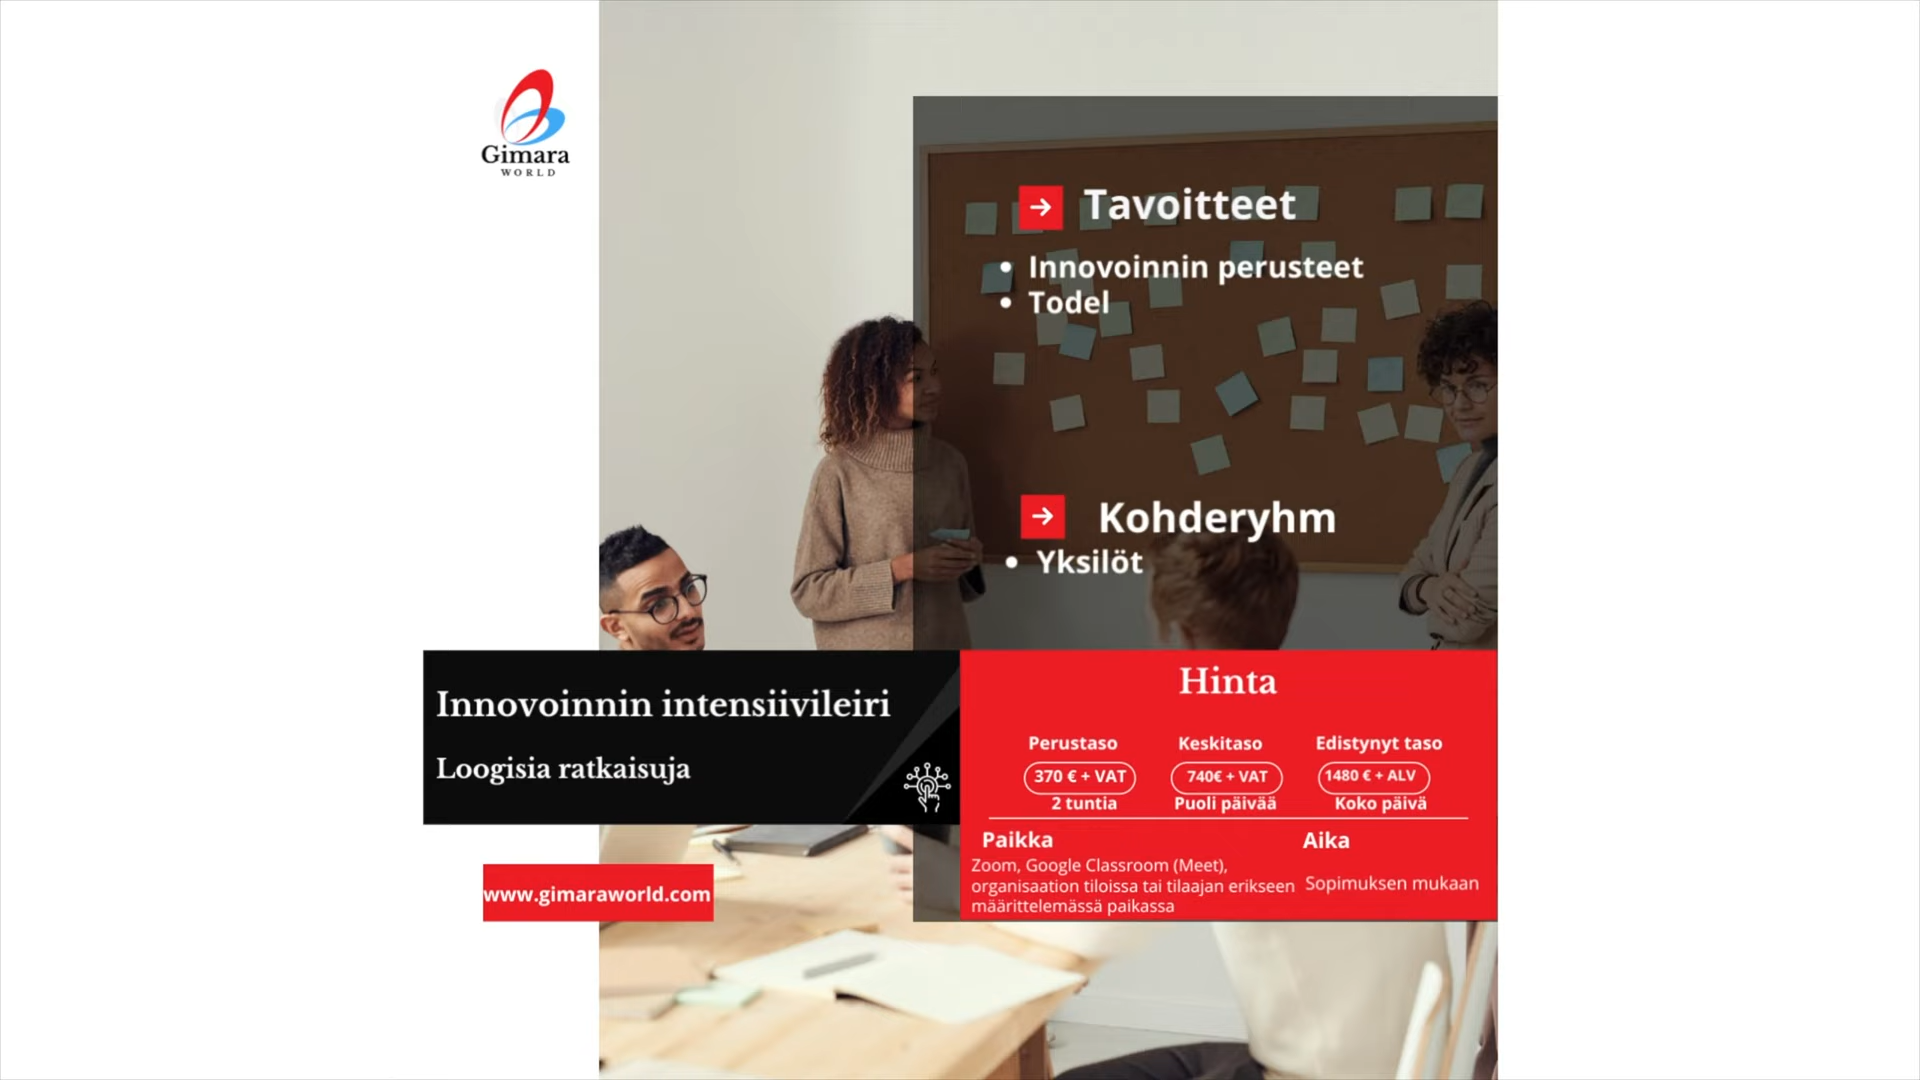 Gimara
WORLD
Tavoitteet
Innovoinnin perusteet
Todel
Kohderyhm
Yksilöt
Innovoinnin intensiivileiri
Loogisia ratkaisuja
www.gimaraworld.com
Hinta
Perustaso
370 € + VAT
2 tuntia
Keskitaso
740€ + VAT
Puoli päivää
Edistynyt taso
1480 € + ALV
Koko päivä
Paikka
Zoom, Google Classroom (Meet),
organisaation tiloissa tai tilaajan erikseen
määrittelemässä paikassa
Aika
Sopimuksen mukaan